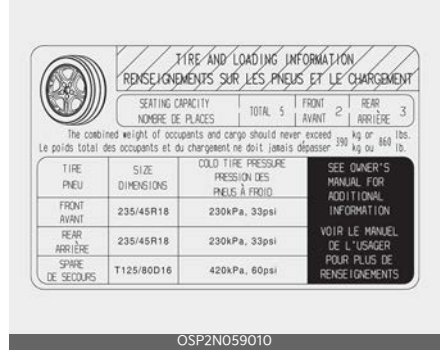 TIRE AND LOADING INFORMATION
RENSEIGNEMENTS SUR LES PNEUS ET LE CHARGEMENT
SEATING CAPACITY
NOMBRE DE PLACES
TOTAL 5
FRONT
AVANT
2
REAR
ARRIÈRE
3
The combined weight of occupants and cargo should never exceed 390 kg or 860 lbs.
Le poids total des occupants et du chargement ne doit jamais dépasser 390 kg ou 860 lb.
TIRE
PNEU
SIZE
DIMENSIONS
COLD TIRE PRESSURE
PRESSION DES
PNEUS À FROID
FRONT
AVANT
235/45R18
230kPa, 33psi
REAR
ARRIÈRE
235/45R18
230kPa, 33psi
SPARE
DE SECOURS
T125/80D16
420kPa, 60psi
SEE OWNER'S
MANUAL FOR
ADDITIONAL
INFORMATION
VOIR LE MANUEL
DE L'USAGER
POUR PLUS DE
RENSEIGNEMENTS
OSP2N059010